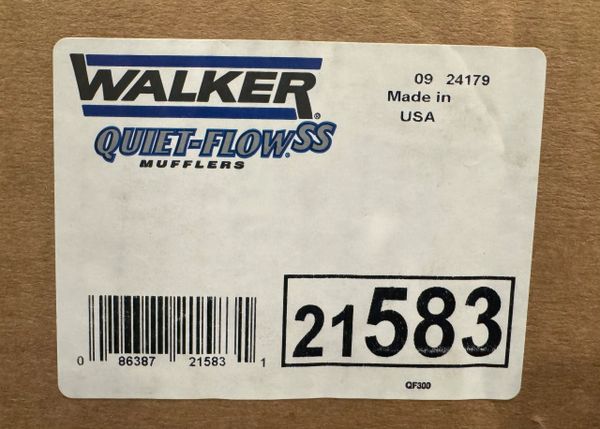 WALKER®
QUIET-FLOW®SS
MUFFLERS
09 24179
Made in
USA
0 86387 21583 1
21583
QF300